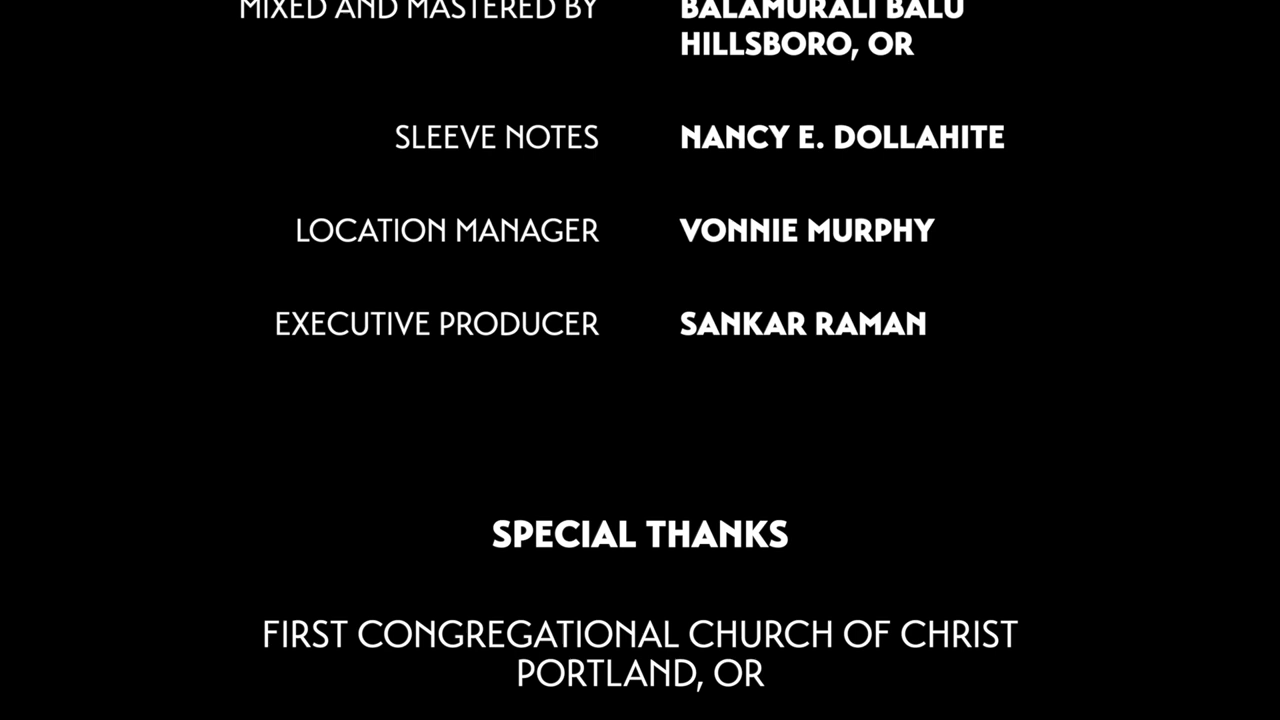 MIXED AND MASTERED BY BALAMURALI BALU
HILLSBORO, OR
SLEEVE NOTES NANCY E. DOLLAHITE
LOCATION MANAGER VONNIE MURPHY
EXECUTIVE PRODUCER SANKAR RAMAN
SPECIAL THANKS
FIRST CONGREGATIONAL CHURCH OF CHRIST
PORTLAND, OR